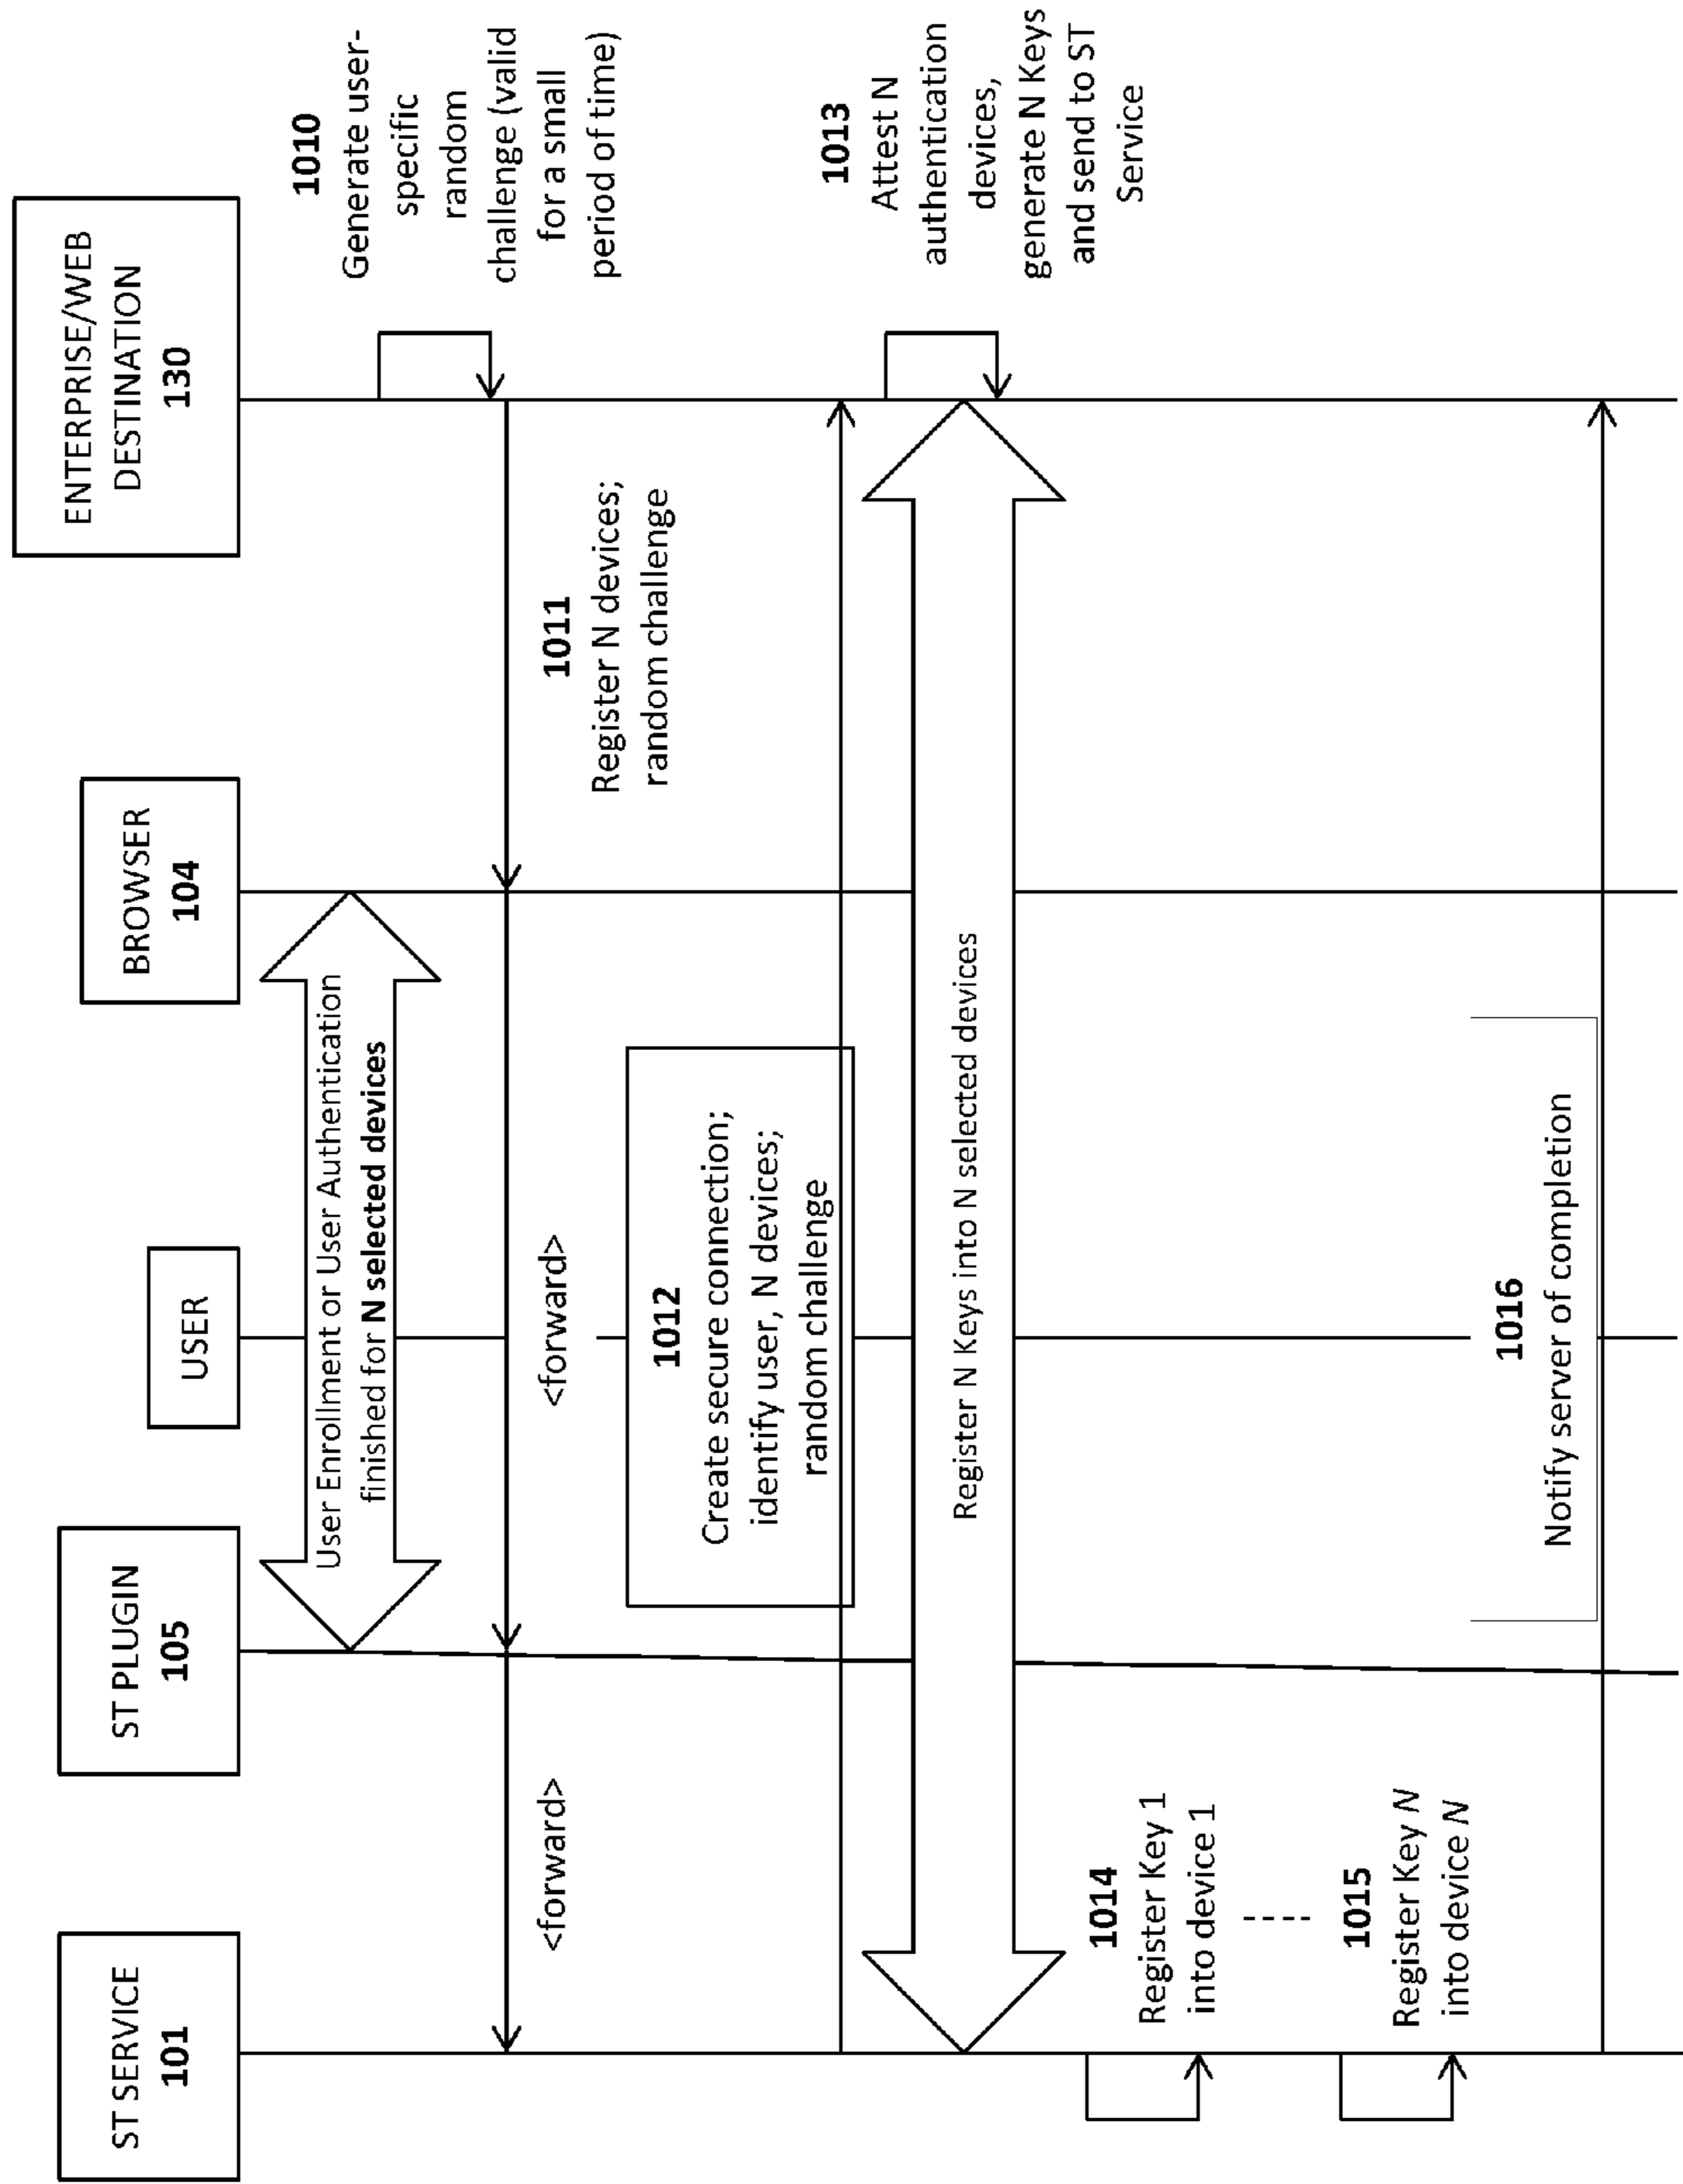 ST SERVICE
101
ST PLUGIN
105
USER
BROWSER
104
ENTERPRISE/WEB
DESTINATION
130
User Enrollment or User Authentication
finished for N selected devices
1010
Generate user-
specific
random
challenge (valid
for a small
period of time)
<forward>
<forward>
1011
Register N devices;
random challenge
1012
Create secure connection;
identify user, N devices;
random challenge
1013
Attest N
authentication
devices,
generate N Keys
and send to ST
Service
Register N Keys into N selected devices
1014
Register Key 1
into device 1
1015
Register Key N
into device N
1016
Notify server of completion